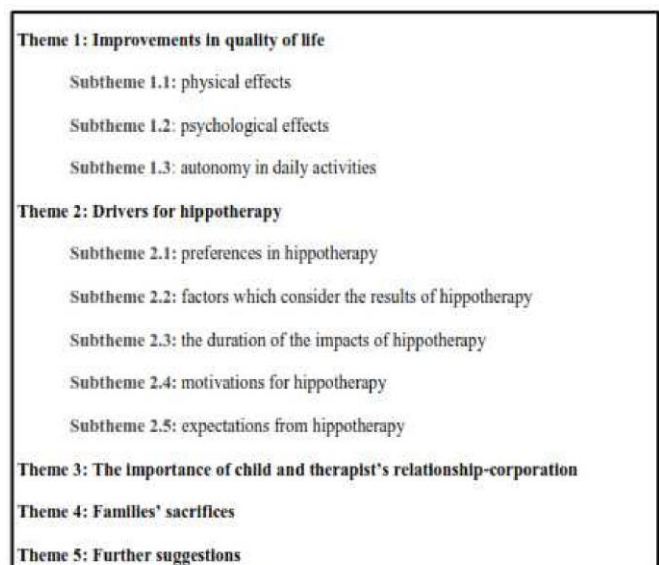 Theme 1: Improvements in quality of life
Subtheme 1.1: physical effects
Subtheme 1.2: psychological effects
Subtheme 1.3: autonomy in daily activities
Theme 2: Drivers for hippotherapy
Subtheme 2.1: preferences in hippotherapy
Subtheme 2.2: factors which consider the results of hippotherapy
Subtheme 2.3: the duration of the impacts of hippotherapy
Subtheme 2.4: motivations for hippotherapy
Subtheme 2.5: expectations from hippotherapy
Theme 3: The importance of child and therapist's relationship-corporation
Theme 4: Families' sacrifices
Theme 5: Further suggestions